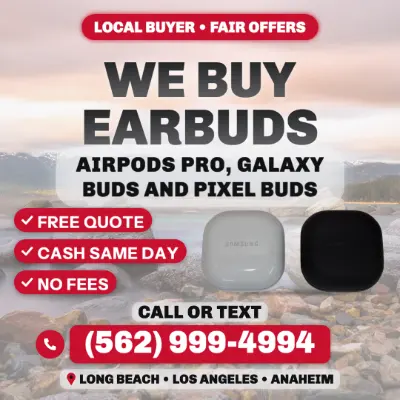 LOCAL BUYER • FAIR OFFERS
WE BUY
EARBUDS
AIRPODS PRO, GALAXY
BUDS AND PIXEL BUDS
FREE QUOTE
CASH SAME DAY
NO FEES
SAMSUNG
CALL OR TEXT
(562) 999-4994
LONG BEACH • LOS ANGELES • ANAHEIM